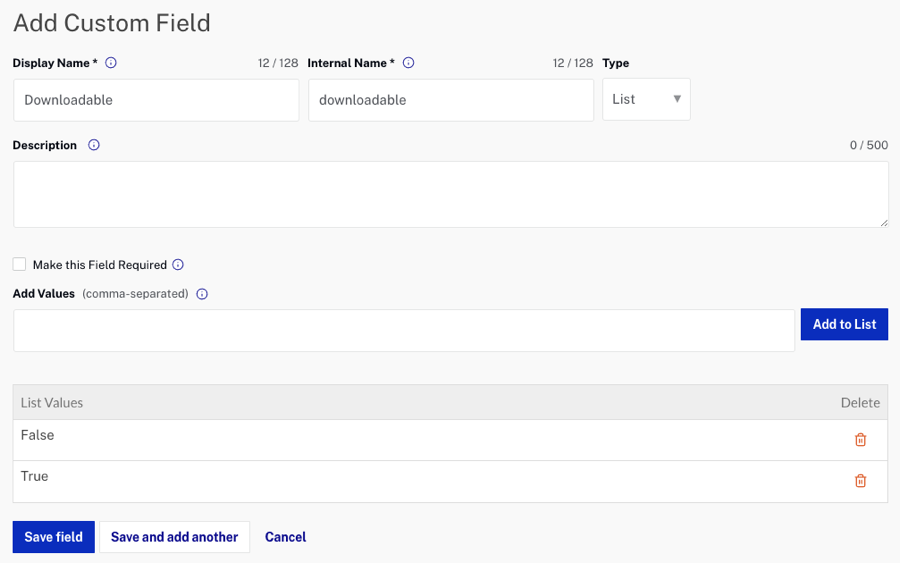 Add Custom Field
Display Name * 12 / 128 Internal Name * 12 / 128 Type
Downloadable downloadable List
Description 0 / 500
Make this Field Required
Add Values (comma-separated)
Add to List
List Values Delete
False
True
Save field Save and add another Cancel